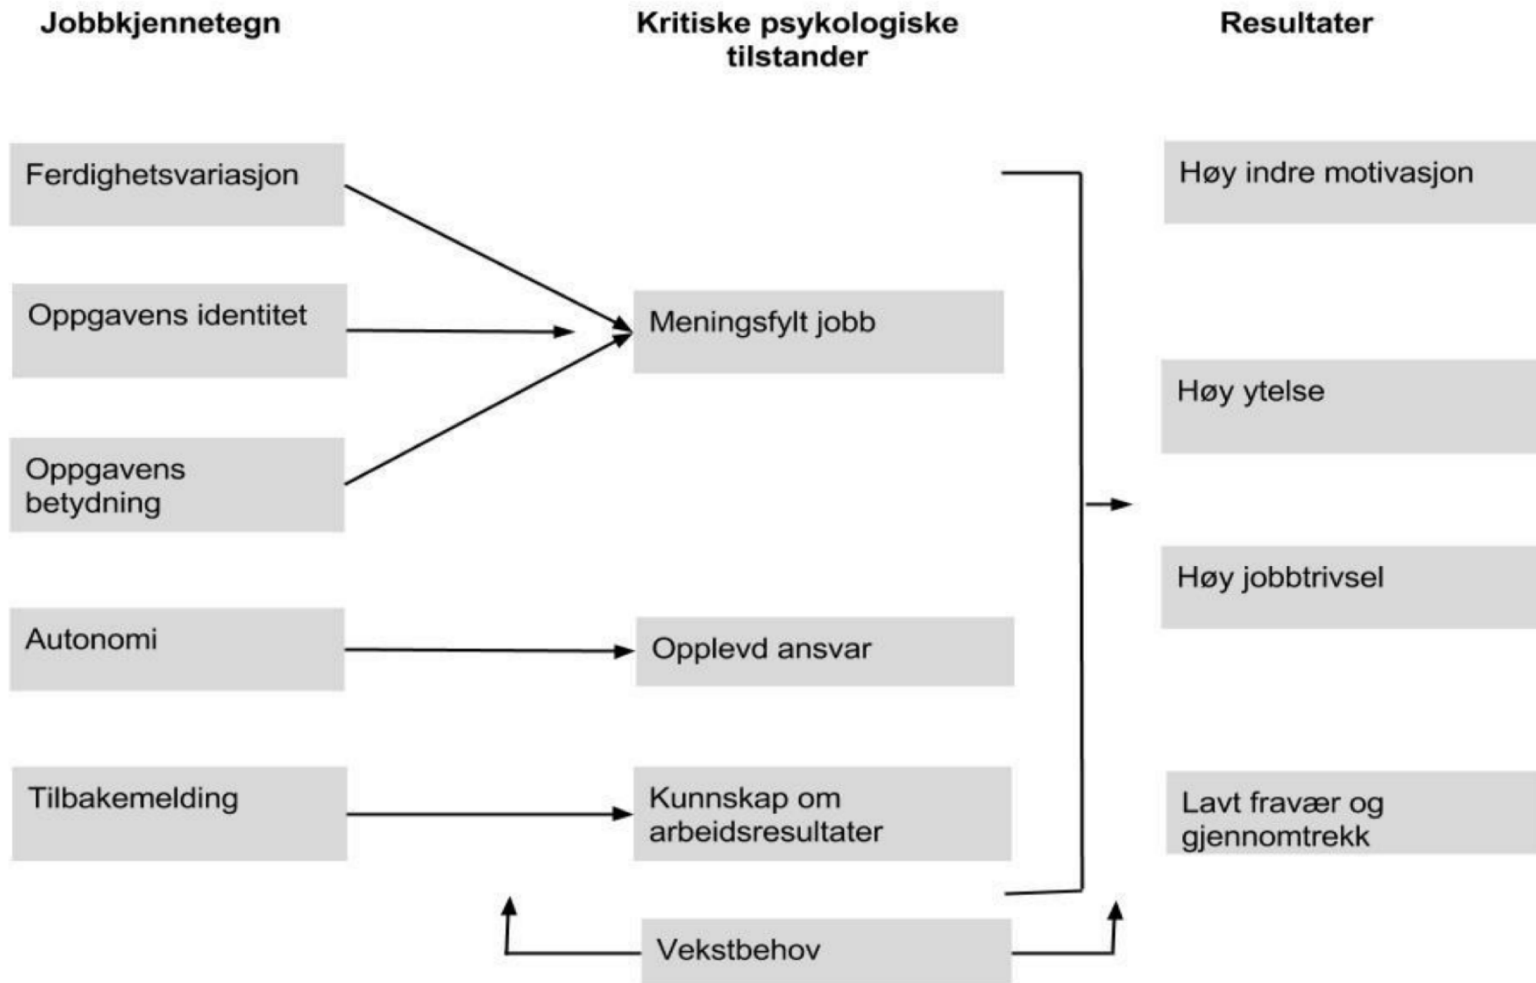 Jobbkjennetegn
Kritiske psykologiske
tilstander
Resultater
Ferdighetsvariasjon
Oppgavens identitet
Oppgavens
betydning
Autonomi
Tilbakemelding
Meningsfylt jobb
Opplevd ansvar
Kunnskap om
arbeidsresultater
Vekstbehov
Høy indre motivasjon
Høy ytelse
Høy jobbtrivsel
Lavt fravær og
gjennomtrekk